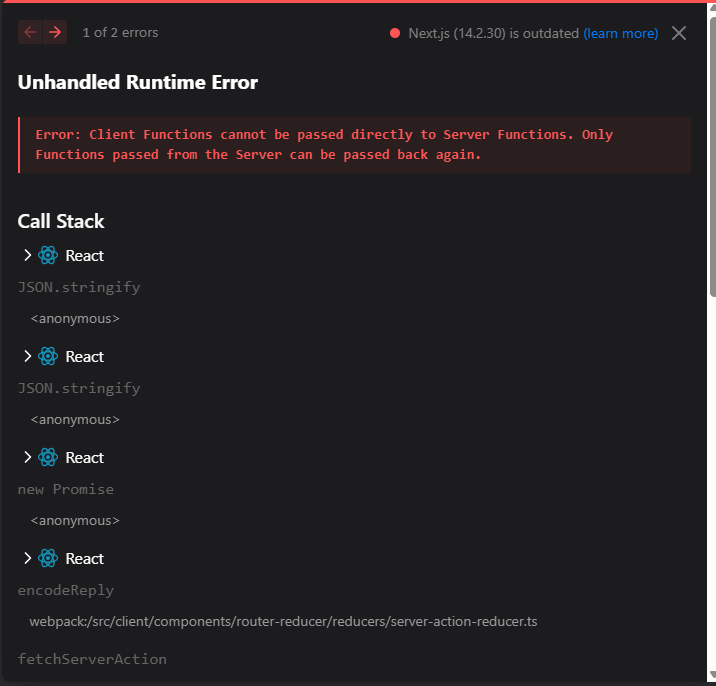 1 of 2 errors
Next.js (14.2.30) is outdated (learn more)
Unhandled Runtime Error
Error: Client Functions cannot be passed directly to Server Functions. Only
Functions passed from the Server can be passed back again.
Call Stack
React
JSON.stringify
<anonymous>
React
JSON.stringify
<anonymous>
React
new Promise
<anonymous>
React
encodeReply
webpack:/src/client/components/router-reducer/reducers/server-action-reducer.ts
fetchServerAction